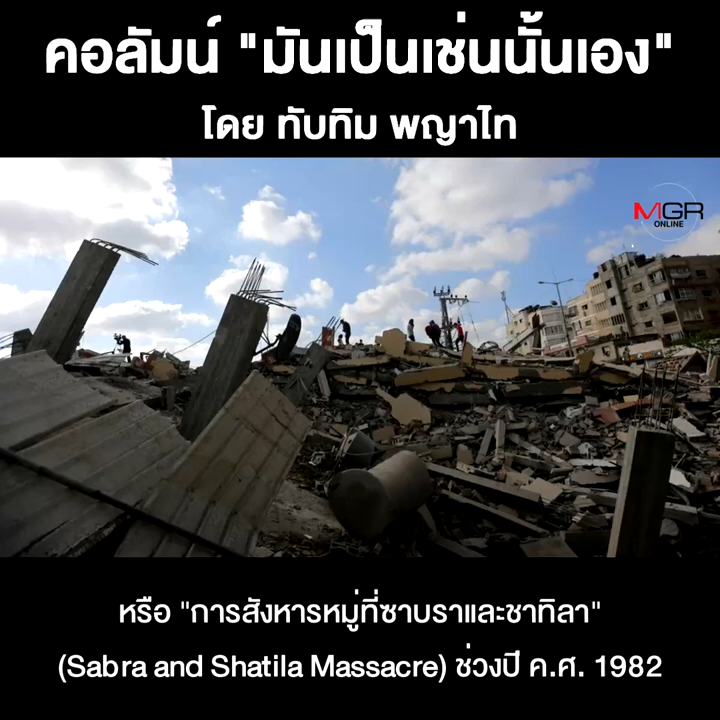 คอลัมน์ "มันเป็นเช่นนั้นเอง"
โดย ทับทิม พญาไท
MGR
ONLINE
หรือ "การสังหารหมู่ที่ซาบราและชาทิลา"
(Sabra and Shatila Massacre) ช่วงปี ค.ศ. 1982